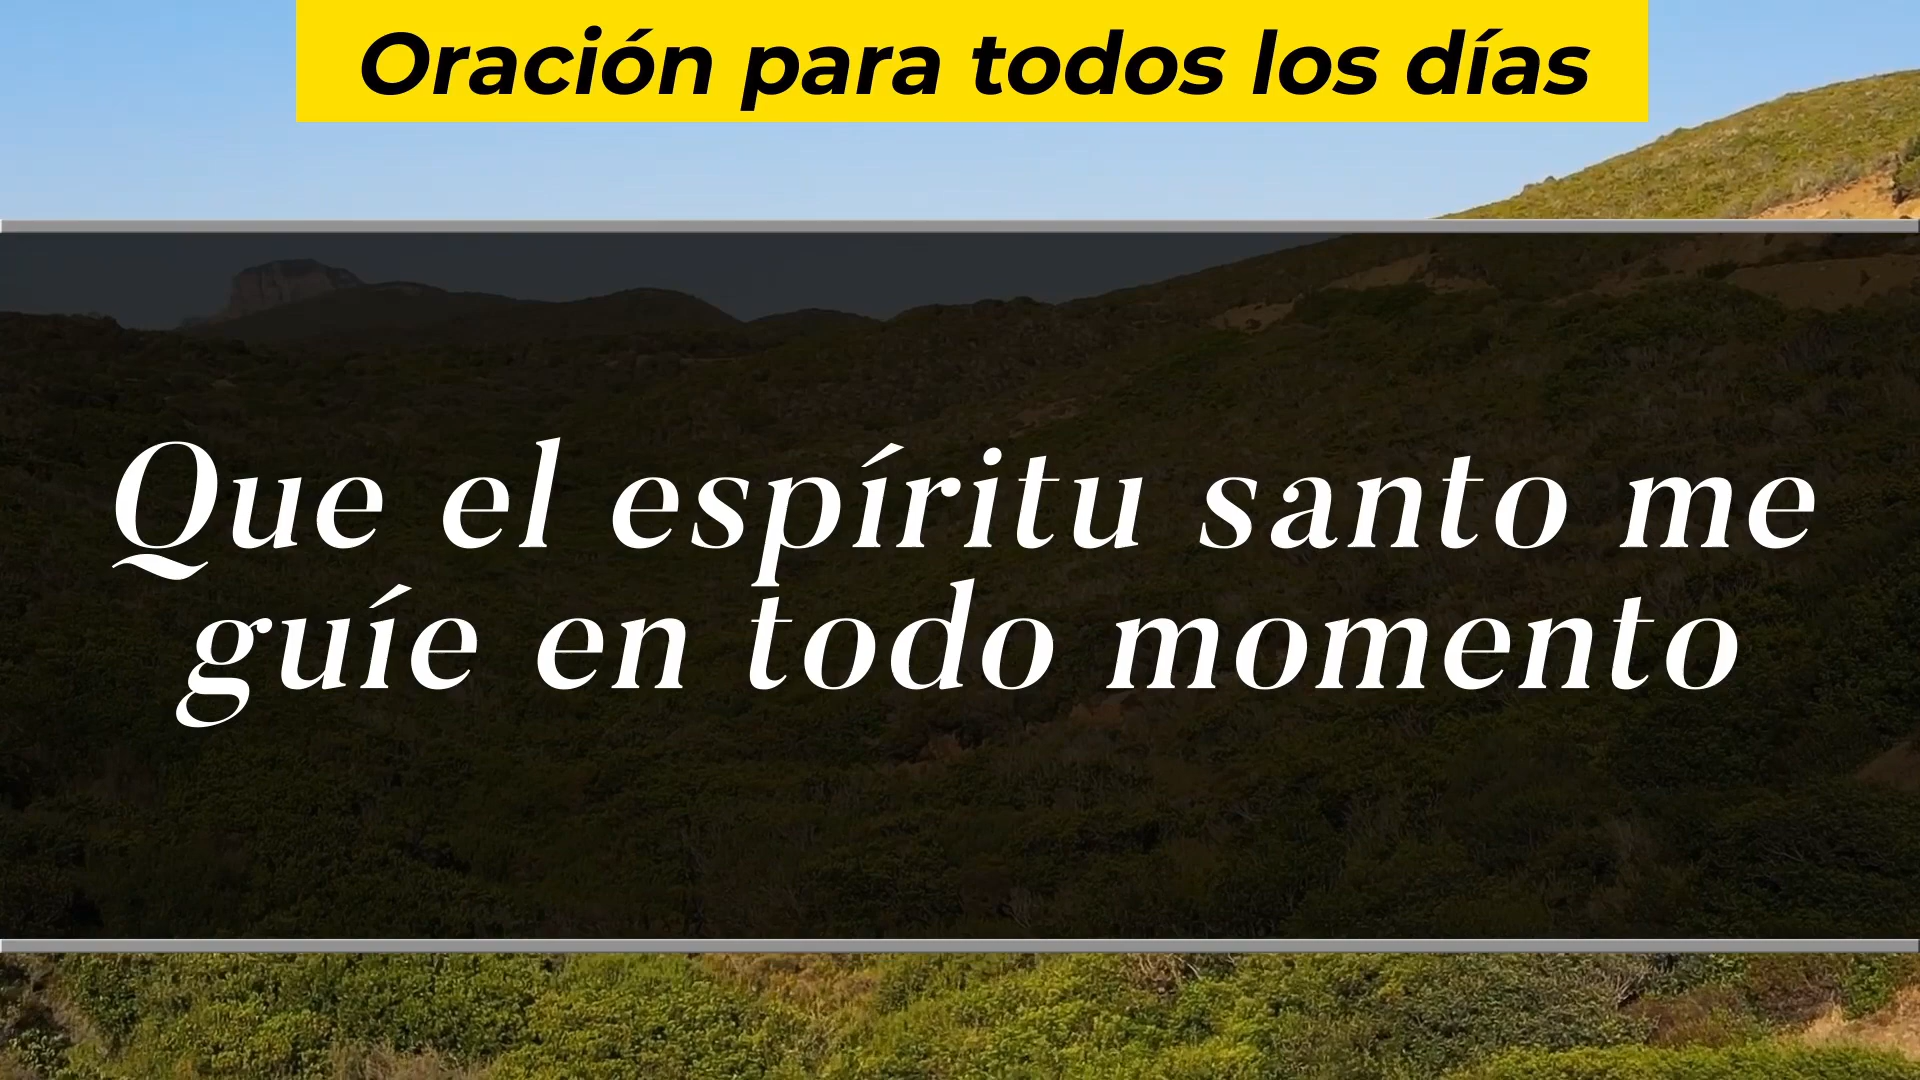 Oración para todos los días
Que el espíritu santo me
guíe en todo momento